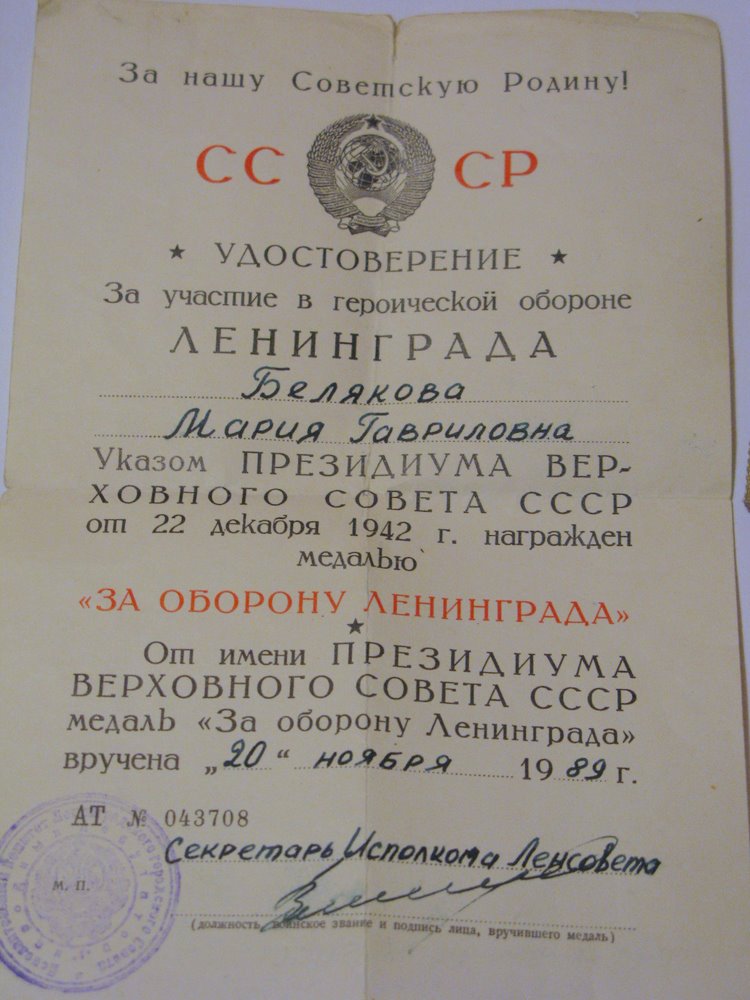 За нашу Советскую Родину!
СССР
★ УДОСТОВЕРЕНИЕ ★
За участие в героической обороне
ЛЕНИНГРАДА
Белякова
Мария Гавриловна
Указом ПРЕЗИДИУМА ВЕР-
ХОВНОГО СОВЕТА СССР
от 22 декабря 1942 г. награжден
медалью
«ЗА ОБОРОНУ ЛЕНИНГРАДА»
★
От имени ПРЕЗИДИУМА
ВЕРХОВНОГО СОВЕТА СССР
медаль «За оборону Ленинграда»
вручена „20“ ноября 1989 г.
АТ № 043708
Секретарь Исполкома Ленсовета
М. П.
(должность, воинское звание и подпись лица, вручившего медаль)